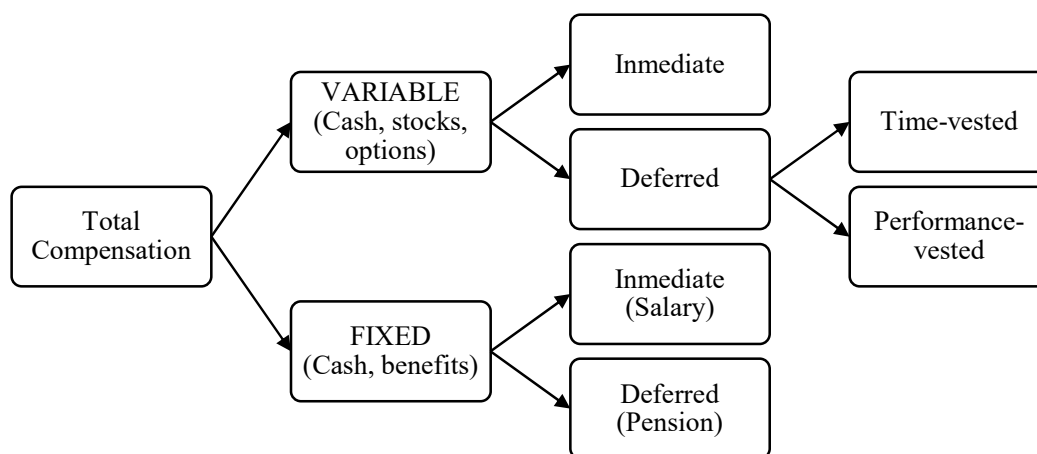 Total
Compensation
VARIABLE
(Cash, stocks,
options)
FIXED
(Cash, benefits)
Inmediate
Deferred
Inmediate
(Salary)
Deferred
(Pension)
Time-vested
Performance-
vested